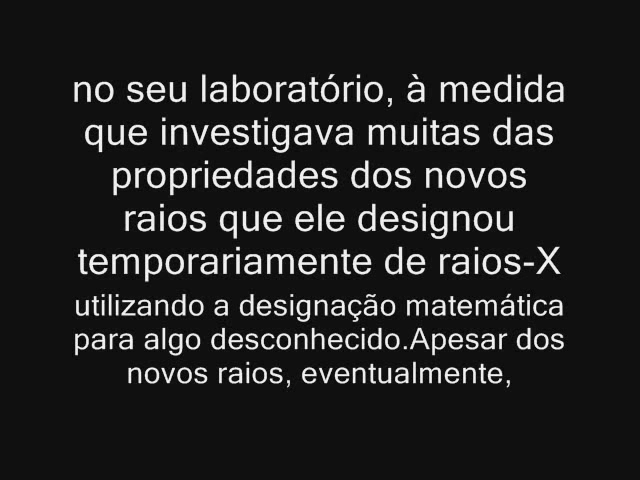 no seu laboratório, à medida
que investigava muitas das
propriedades dos novos
raios que ele designou
temporariamente de raios-X
utilizando a designação matemática
para algo desconhecido.Apesar dos
novos raios, eventualmente,